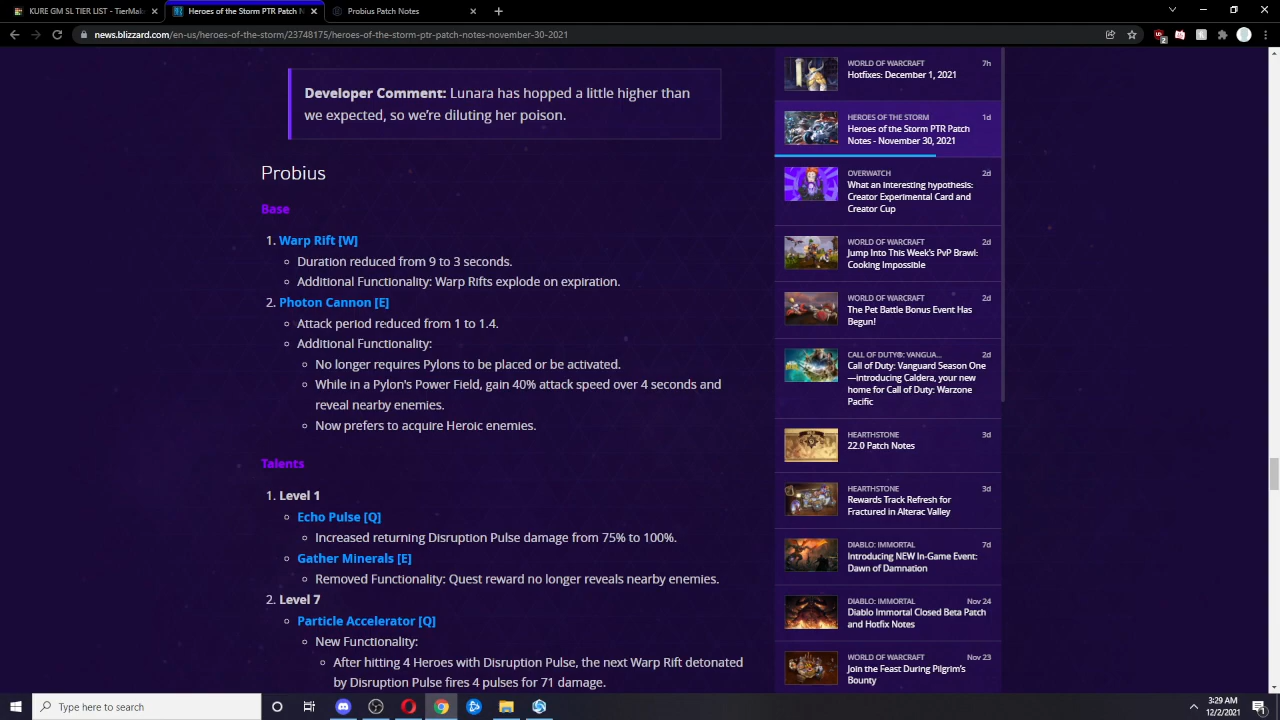 KURE GM SL TIER LIST - TierMake
Heroes of the Storm PTR Patch N
Probius Patch Notes
news.blizzard.com/en-us/heroes-of-the-storm/23748175/heroes-of-the-storm-ptr-patch-notes-november-30-2021
Developer Comment: Lunara has hopped a little higher than
we expected, so we're diluting her poison.
Probius
Base
1. Warp Rift [W]
Duration reduced from 9 to 3 seconds.
Additional Functionality: Warp Rifts explode on expiration.
2. Photon Cannon [E]
Attack period reduced from 1 to 1.4.
Additional Functionality:
No longer requires Pylons to be placed or be activated.
While in a Pylon's Power Field, gain 40% attack speed over 4 seconds and
reveal nearby enemies.
Now prefers to acquire Heroic enemies.
Talents
1. Level 1
Echo Pulse [Q]
Increased returning Disruption Pulse damage from 75% to 100%.
Gather Minerals [E]
Removed Functionality: Quest reward no longer reveals nearby enemies.
2. Level 7
Particle Accelerator [Q]
New Functionality:
After hitting 4 Heroes with Disruption Pulse, the next Warp Rift detonated
by Disruption Pulse fires 4 pulses for 71 damage.
WORLD OF WARCRAFT 7h
Hotfixes: December 1, 2021
HEROES OF THE STORM 1d
Heroes of the Storm PTR Patch
Notes - November 30, 2021
OVERWATCH 2d
What an interesting hypothesis:
Creator Experimental Card and
Creator Cup
WORLD OF WARCRAFT 2d
Jump Into This Week's PvP Brawl:
Cooking Impossible
WORLD OF WARCRAFT 2d
The Pet Battle Bonus Event Has
Begun!
CALL OF DUTY®: VANGUA... 2d
Call of Duty: Vanguard Season One
—introducing Caldera, your new
home for Call of Duty: Warzone
Pacific
HEARTHSTONE 3d
22.0 Patch Notes
HEARTHSTONE 3d
Rewards Track Refresh for
Fractured in Alterac Valley
DIABLO: IMMORTAL 7d
Introducing NEW In-Game Event:
Dawn of Damnation
DIABLO: IMMORTAL Nov 24
Diablo Immortal Closed Beta Patch
and Hotfix Notes
WORLD OF WARCRAFT Nov 23
Join the Feast During Pilgrim's
Bounty
Type here to search
3:29 AM
12/2/2021